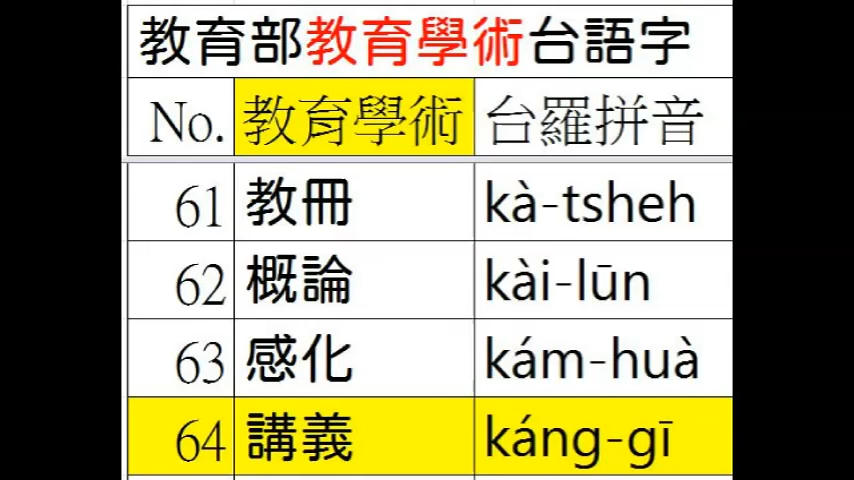 教育部教育學術台語字
No. 教育學術 台羅拼音
61 教冊 kà-tsheh
62 概論 kài-lūn
63 感化 kám-huà
64 講義 káng-gī